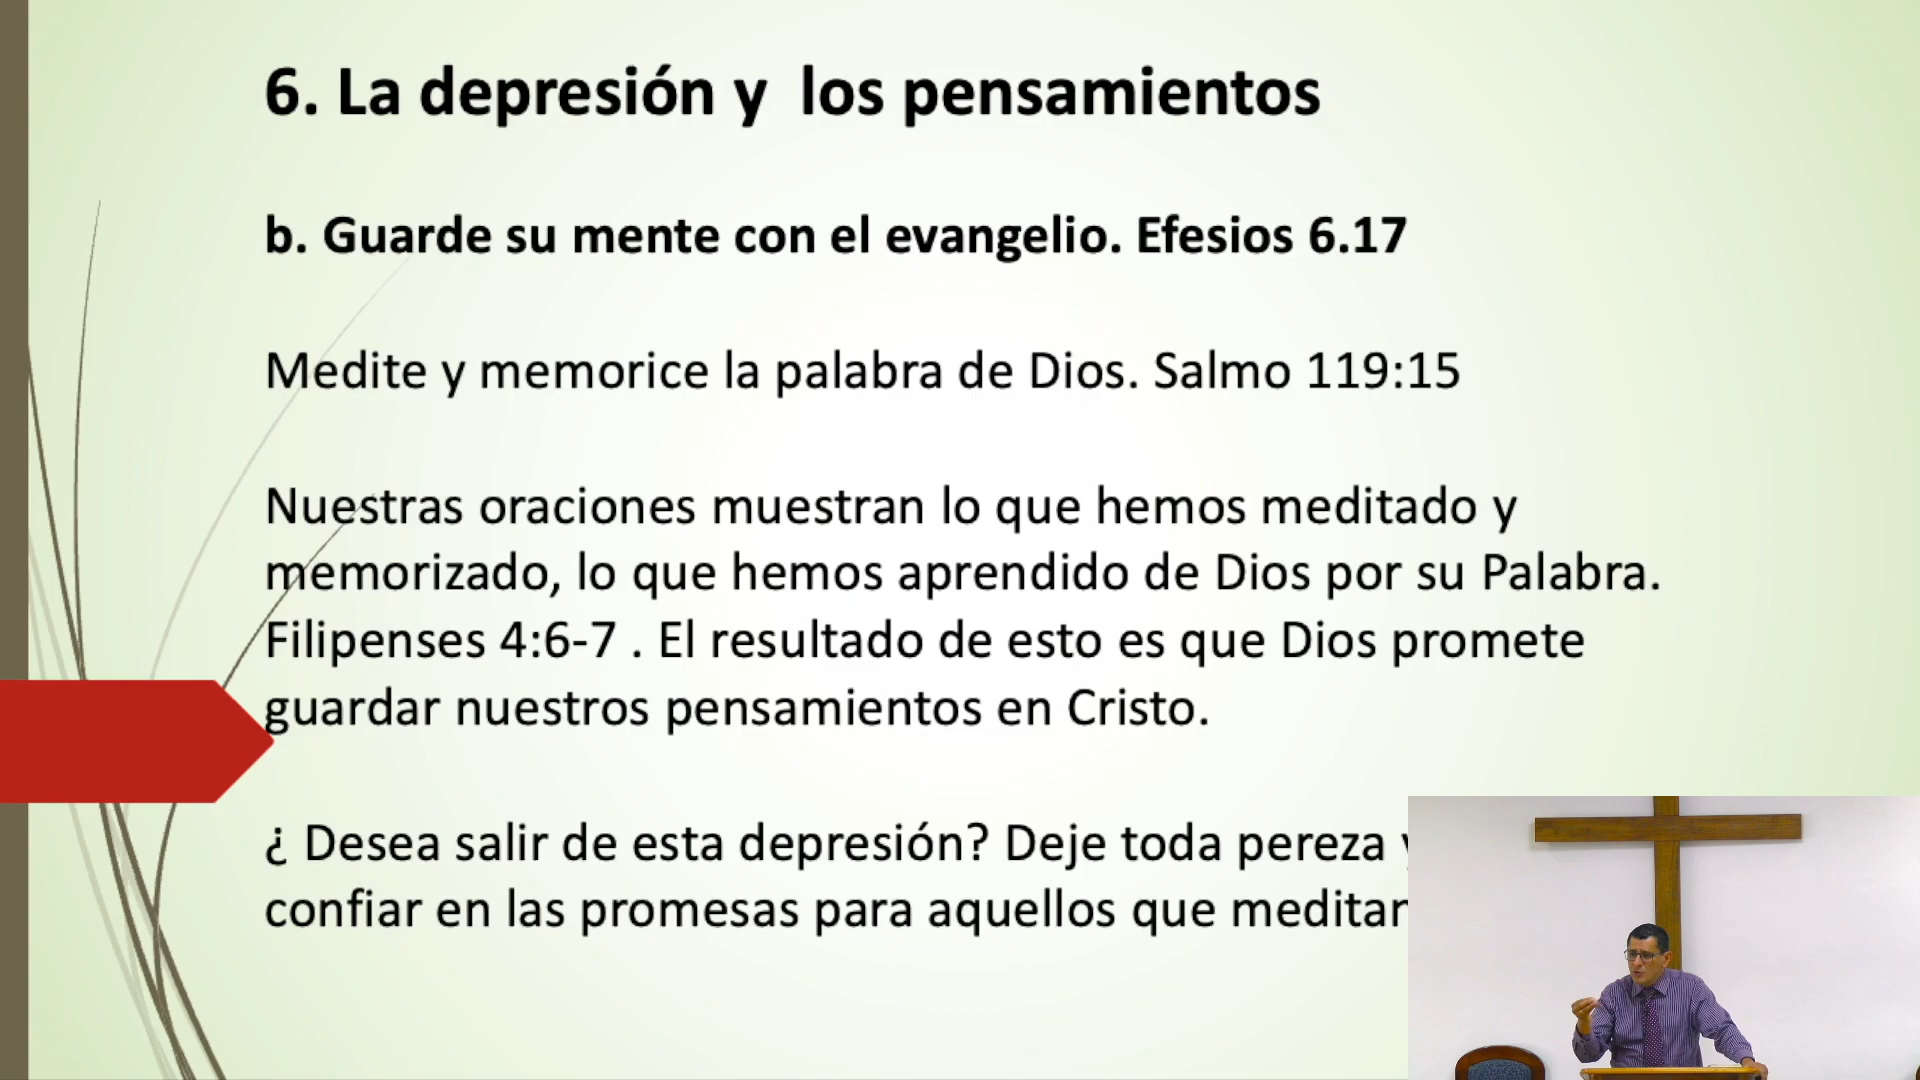 6. La depresión y los pensamientos
b. Guarde su mente con el evangelio. Efesios 6.17
Medite y memorice la palabra de Dios. Salmo 119:15
Nuestras oraciones muestran lo que hemos meditado y
memorizado, lo que hemos aprendido de Dios por su Palabra.
Filipenses 4:6-7 . El resultado de esto es que Dios promete
guardar nuestros pensamientos en Cristo.
¿ Desea salir de esta depresión? Deje toda pereza
confiar en las promesas para aquellos que meditan